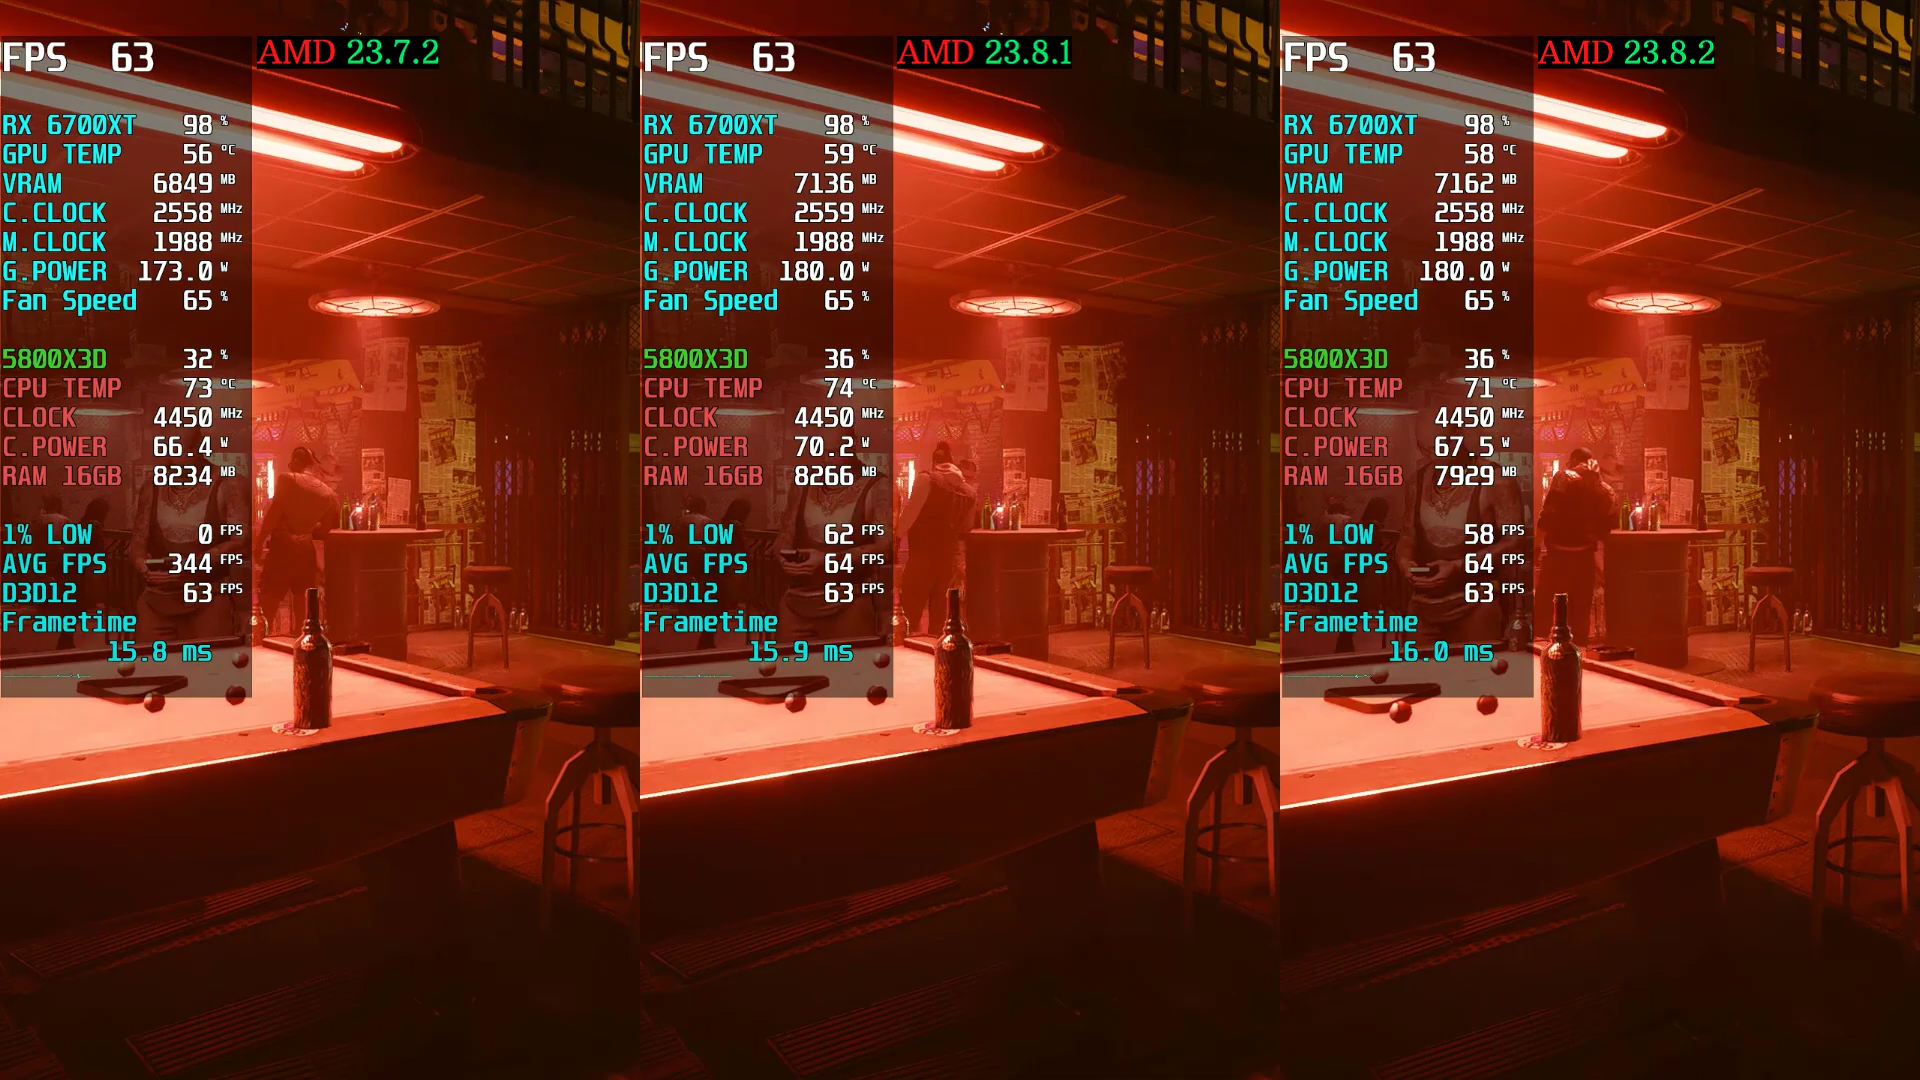 FPS 63
AMD 23.7.2
RX 6700XT 98 %
GPU TEMP 56 °C
VRAM 6849 MB
C.CLOCK 2558 MHz
M.CLOCK 1988 MHz
G.POWER 173.0 W
Fan Speed 65 %
5800X3D 32 %
CPU TEMP 73 °C
CLOCK 4450 MHz
C.POWER 66.4 W
RAM 16GB 8234 MB
1% LOW 0 FPS
AVG FPS 344 FPS
D3D12 63 FPS
Frametime
15.8 ms
FPS 63
AMD 23.8.1
RX 6700XT 98 %
GPU TEMP 59 °C
VRAM 7136 MB
C.CLOCK 2559 MHz
M.CLOCK 1988 MHz
G.POWER 180.0 W
Fan Speed 65 %
5800X3D 36 %
CPU TEMP 74 °C
CLOCK 4450 MHz
C.POWER 70.2 W
RAM 16GB 8266 MB
1% LOW 62 FPS
AVG FPS 64 FPS
D3D12 63 FPS
Frametime
15.9 ms
FPS 63
AMD 23.8.2
RX 6700XT 98 %
GPU TEMP 58 °C
VRAM 7162 MB
C.CLOCK 2558 MHz
M.CLOCK 1988 MHz
G.POWER 180.0 W
Fan Speed 65 %
5800X3D 36 %
CPU TEMP 71 °C
CLOCK 4450 MHz
C.POWER 67.5 W
RAM 16GB 7929 MB
1% LOW 58 FPS
AVG FPS 64 FPS
D3D12 63 FPS
Frametime
16.0 ms